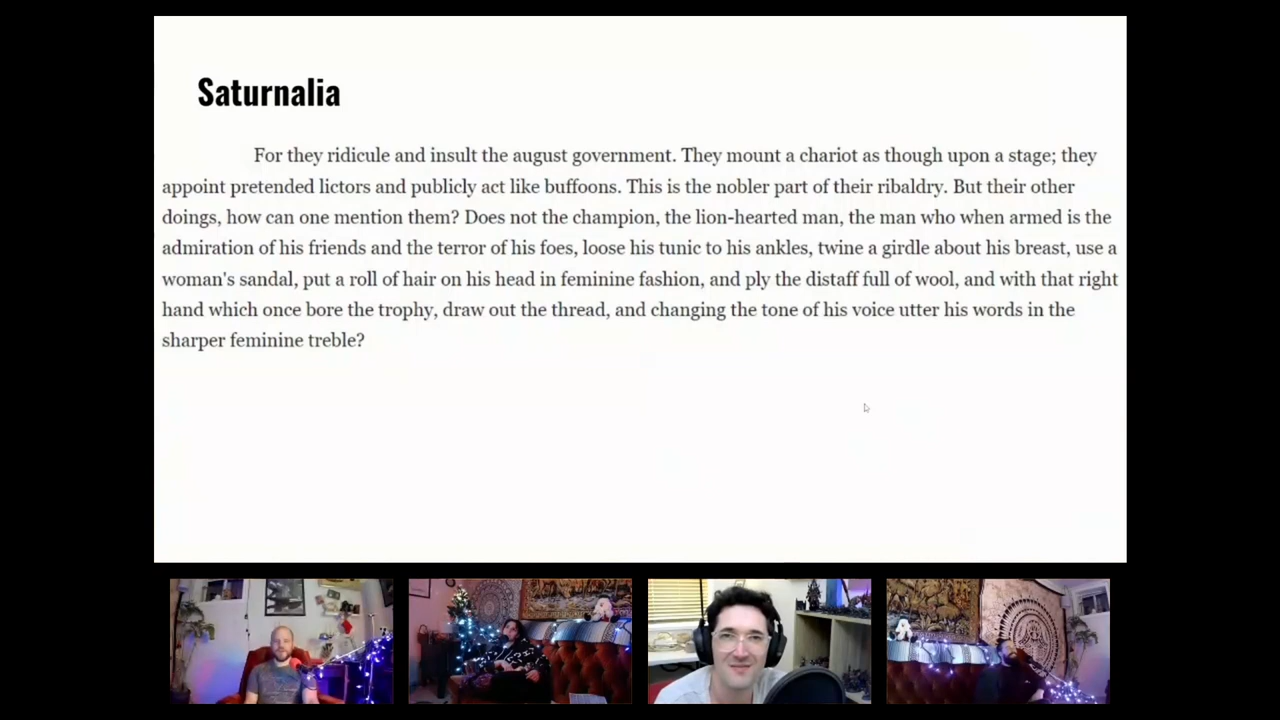 Saturnalia
For they ridicule and insult the august government. They mount a chariot as though upon a stage; they
appoint pretended lictors and publicly act like buffoons. This is the nobler part of their ribaldry. But their other
doings, how can one mention them? Does not the champion, the lion-hearted man, the man who when armed is the
admiration of his friends and the terror of his foes, loose his tunic to his ankles, twine a girdle about his breast, use a
woman's sandal, put a roll of hair on his head in feminine fashion, and ply the distaff full of wool, and with that right
hand which once bore the trophy, draw out the thread, and changing the tone of his voice utter his words in the
sharper feminine treble?